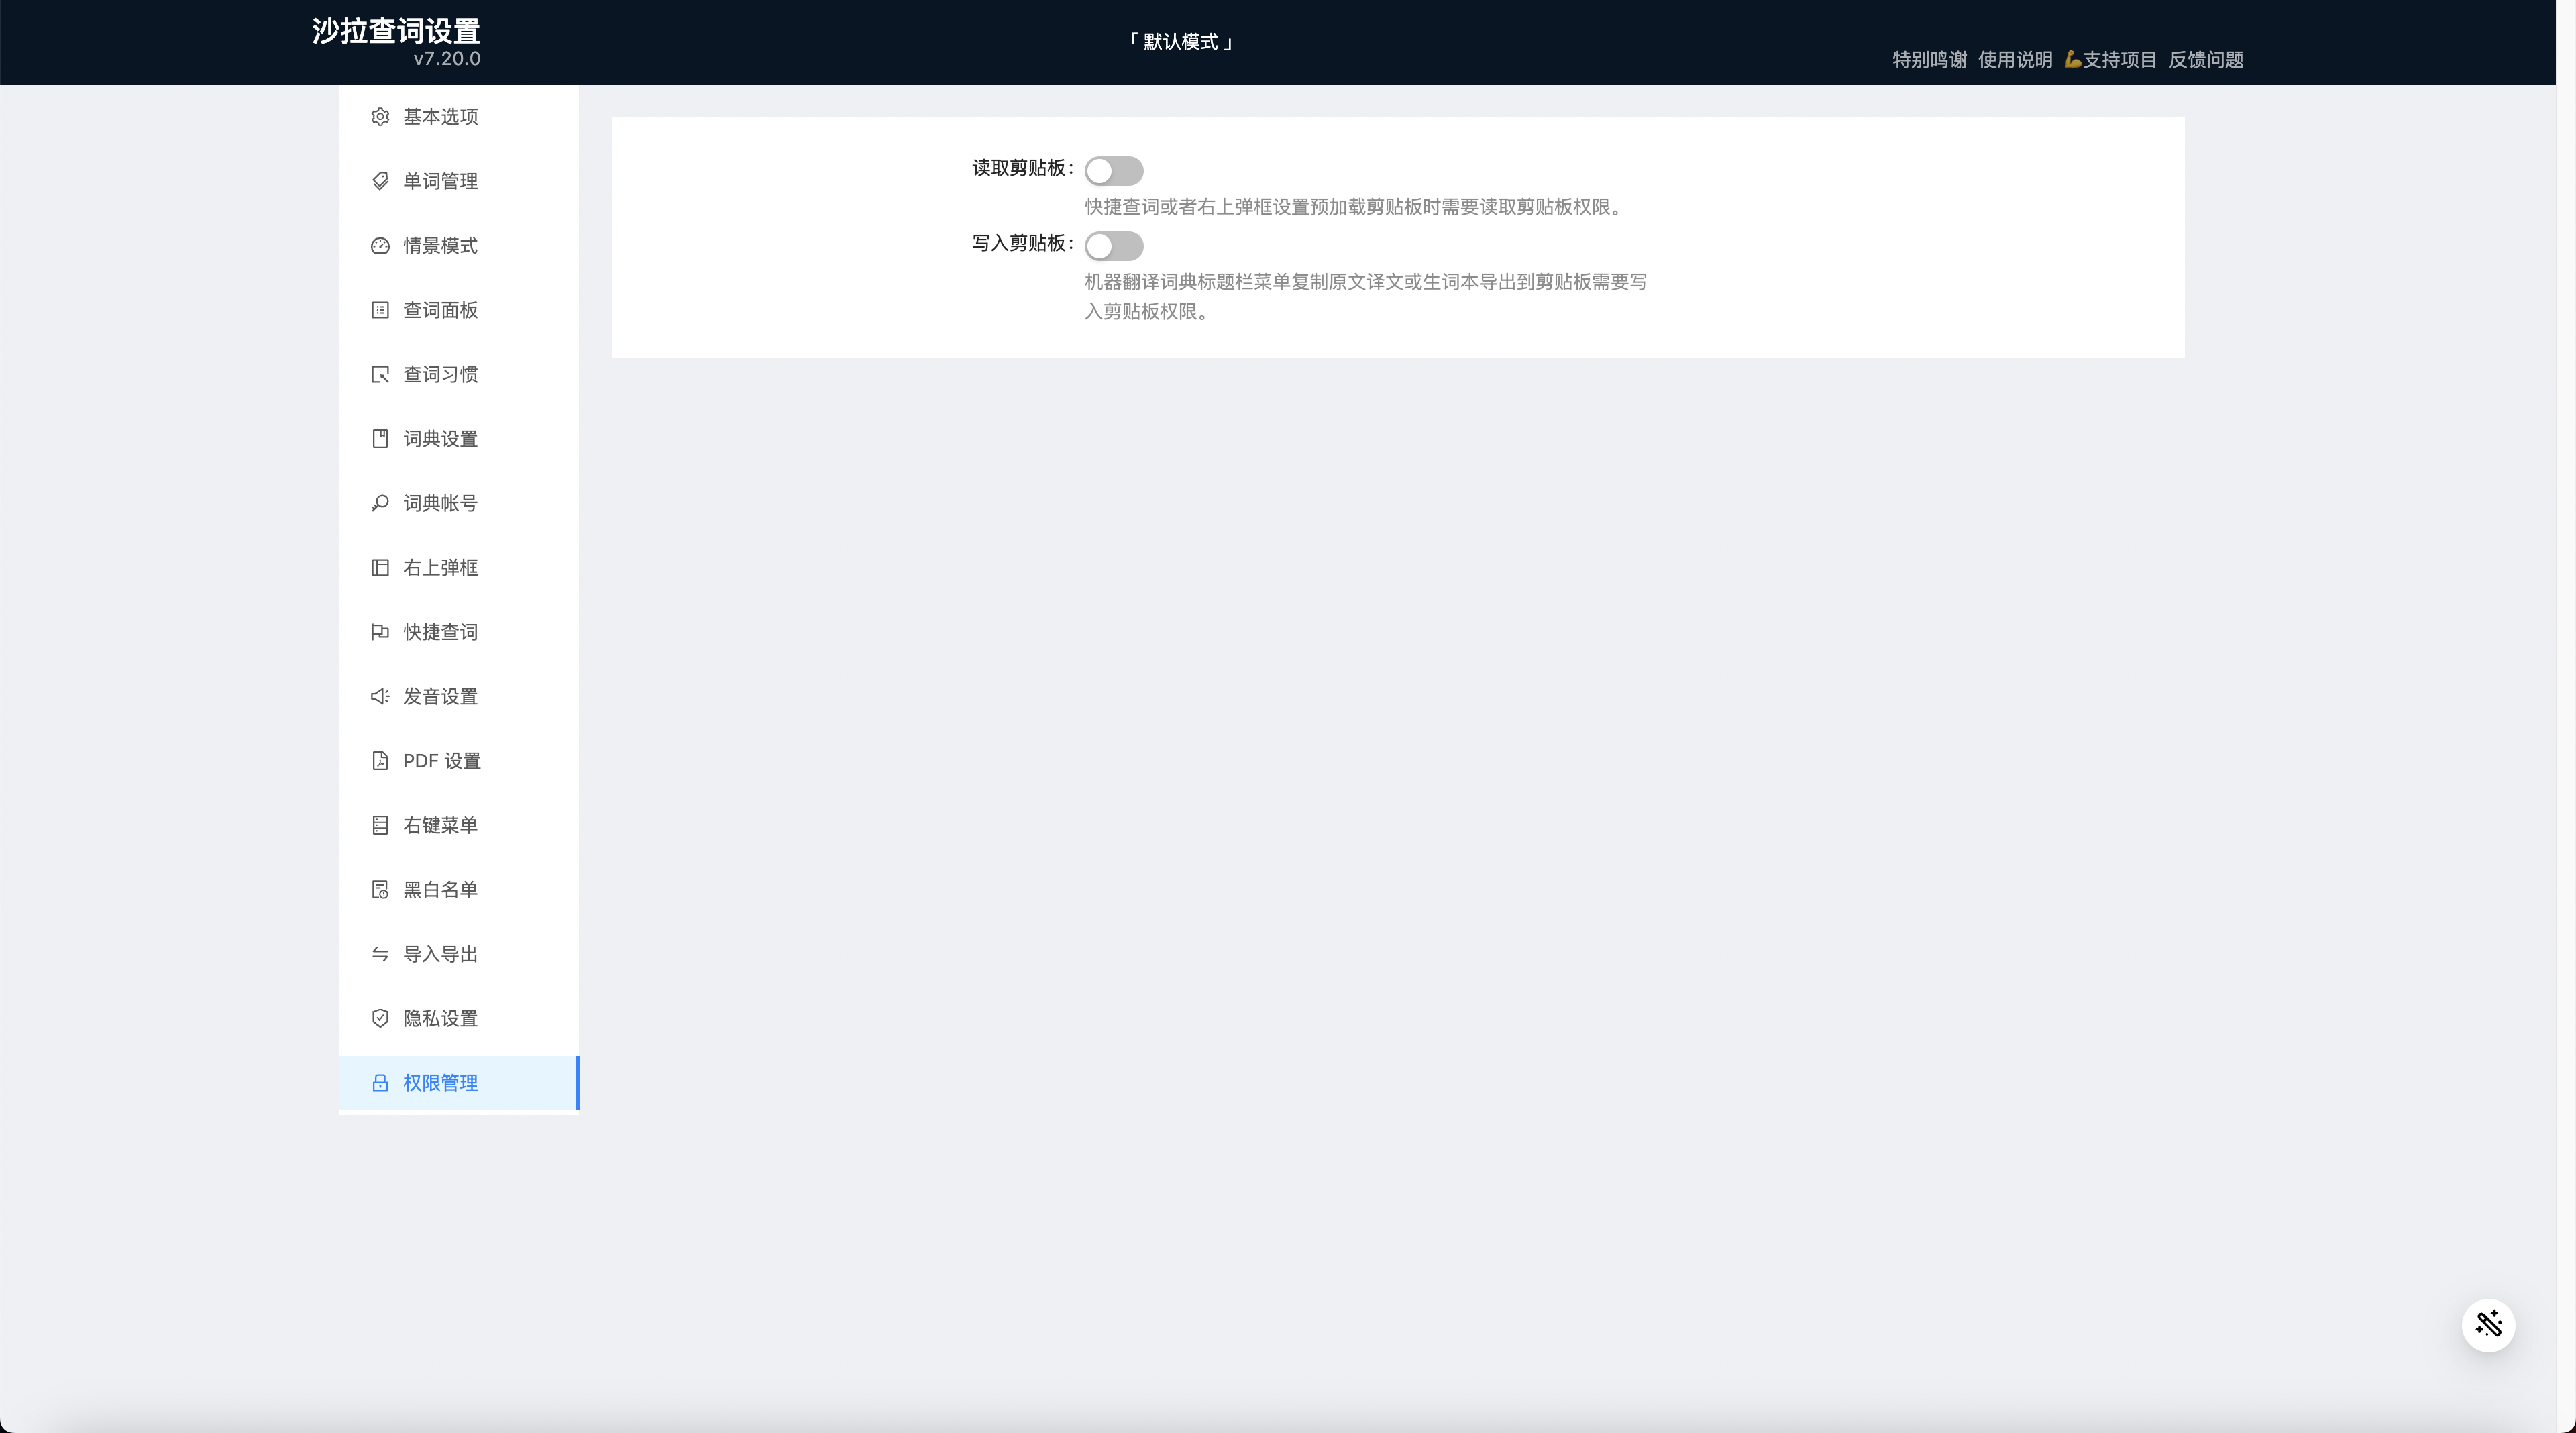 沙拉查词设置
v7.20.0
「 默认模式 」
特别鸣谢 使用说明 💪支持项目 反馈问题
基本选项
单词管理
情景模式
查词面板
查词习惯
词典设置
词典帐号
右上弹框
快捷查词
发音设置
PDF 设置
右键菜单
黑白名单
导入导出
隐私设置
权限管理
读取剪贴板:
快捷查词或者右上弹框设置预加载剪贴板时需要读取剪贴板权限。
写入剪贴板:
机器翻译词典标题栏菜单复制原文译文或生词本导出到剪贴板需要写
入剪贴板权限。